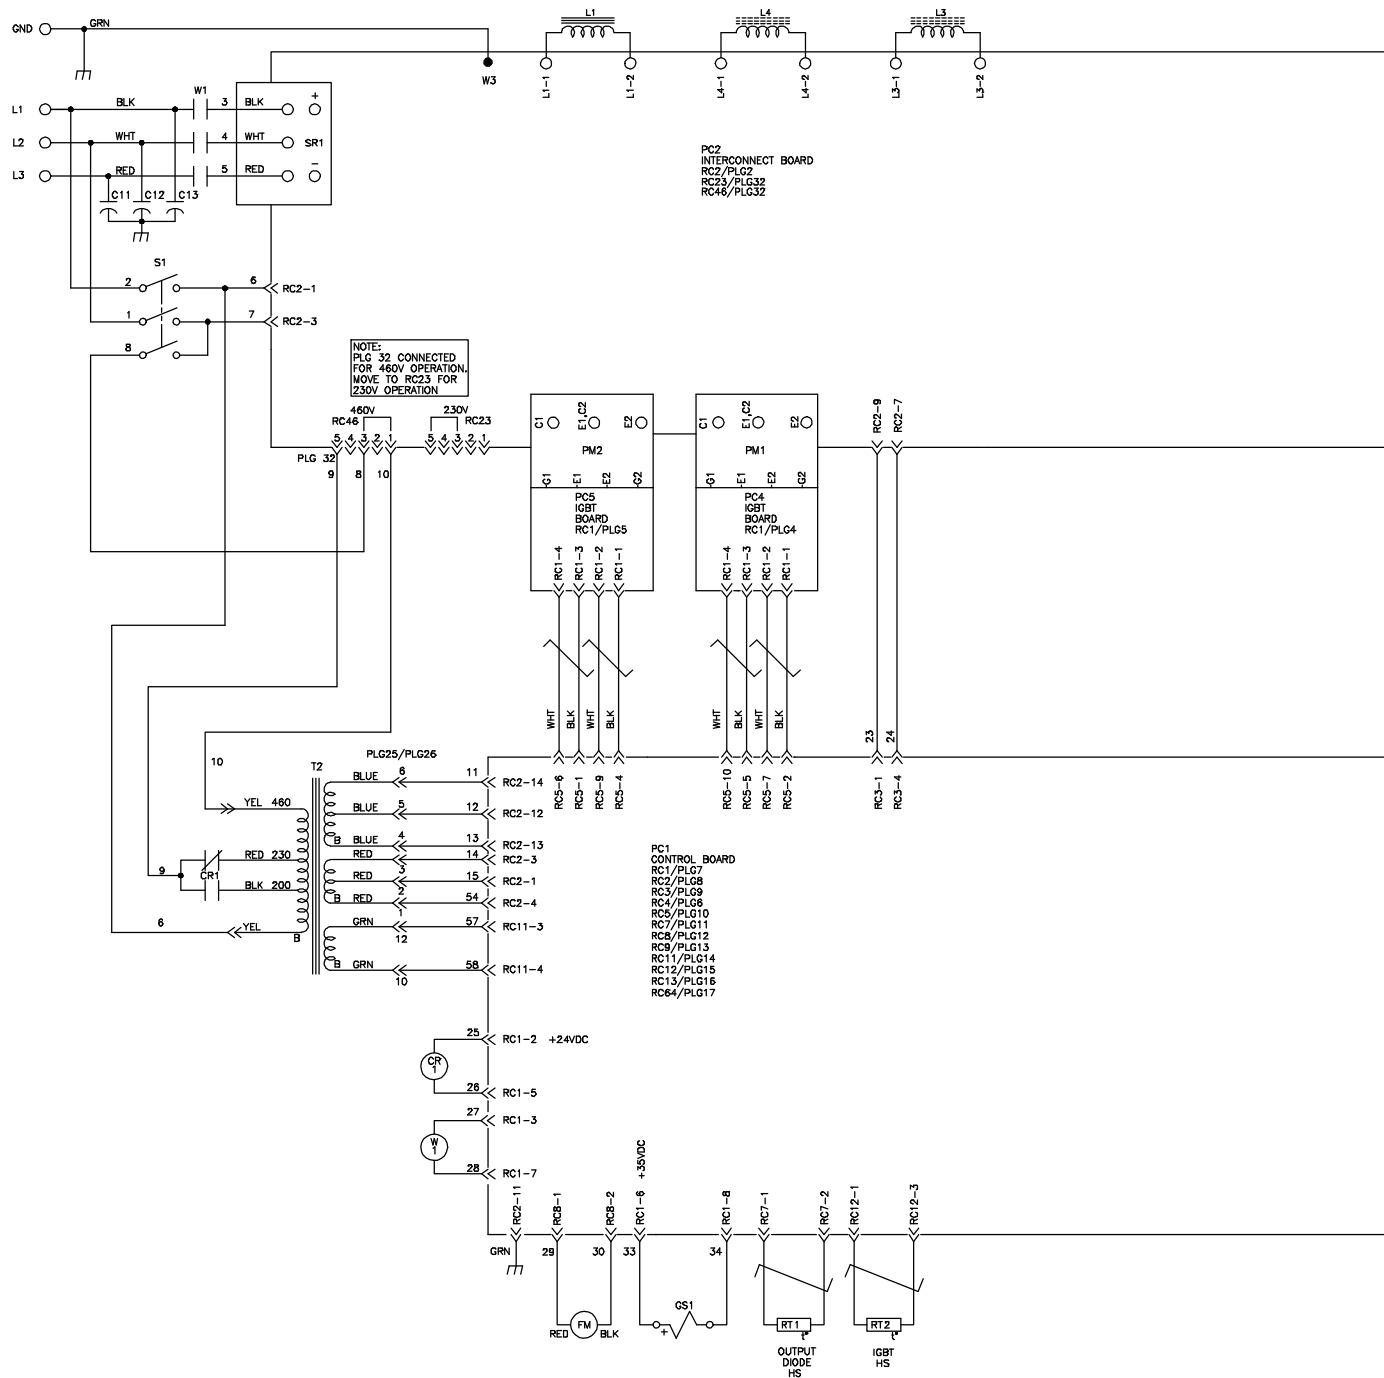 GND
GRN
W3
L1
L1-1
L1-2
L4
L4-1
L4-2
L3
L3-1
L3-2
L1
BLK
W1
3 BLK
+
L2
WHT
4 WHT
SR1
L3
RED
5 RED
−
C11 C12 C13
PC2
INTERCONNECT BOARD
RC2/PLG2
RC23/PLG32
RC46/PLG32
S1
2
6
RC2-1
1
7
RC2-3
8
NOTE:
PLG 32 CONNECTED
FOR 460V OPERATION.
MOVE TO RC23 FOR
230V OPERATION
460V
RC46
230V
RC23
5 4 3 2 1
5 4 3 2 1
PLG 32
9 8 10
C1
E1,C2
E2
PM2
G1
E1
E2
G2
PC5
IGBT
BOARD
RC1/PLG5
RC1-4
RC1-3
RC1-2
RC1-1
C1
E1,C2
E2
PM1
G1
E1
E2
G2
PC4
IGBT
BOARD
RC1/PLG4
RC1-4
RC1-3
RC1-2
RC1-1
RC2-9
RC2-7
WHT
BLK
WHT
BLK
WHT
BLK
WHT
BLK
23
24
RC5-6
RC5-1
RC5-9
RC5-4
RC5-10
RC5-5
RC5-7
RC5-2
RC3-1
RC3-4
10
T2
PLG25/PLG26
BLUE 6 11 RC2-14
YEL 460
BLUE 5 12 RC2-12
B BLUE 4 13 RC2-13
RED 14 RC2-3
RED 230
3
RED 15 RC2-1
9
CR1
BLK 200
2
B RED 54 RC2-4
1
GRN 57 RC11-3
6
YEL
B
12
B GRN 58 RC11-4
10
PC1
CONTROL BOARD
RC1/PLG7
RC2/PLG8
RC3/PLG9
RC4/PLG6
RC5/PLG10
RC7/PLG11
RC8/PLG12
RC9/PLG13
RC11/PLG14
RC12/PLG15
RC13/PLG16
RC64/PLG17
25 RC1-2 +24VDC
CR
1
26 RC1-5
27 RC1-3
W
1
28 RC1-7
RC2-11
RC8-1
RC8-2
RC1-6 +35VDC
RC1-8
RC7-1
RC7-2
RC12-1
RC12-3
GRN
29
30
33
34
RED
FM
BLK
GS1
+
RT1
t°
RT2
t°
OUTPUT
DIODE
HS
IGBT
HS